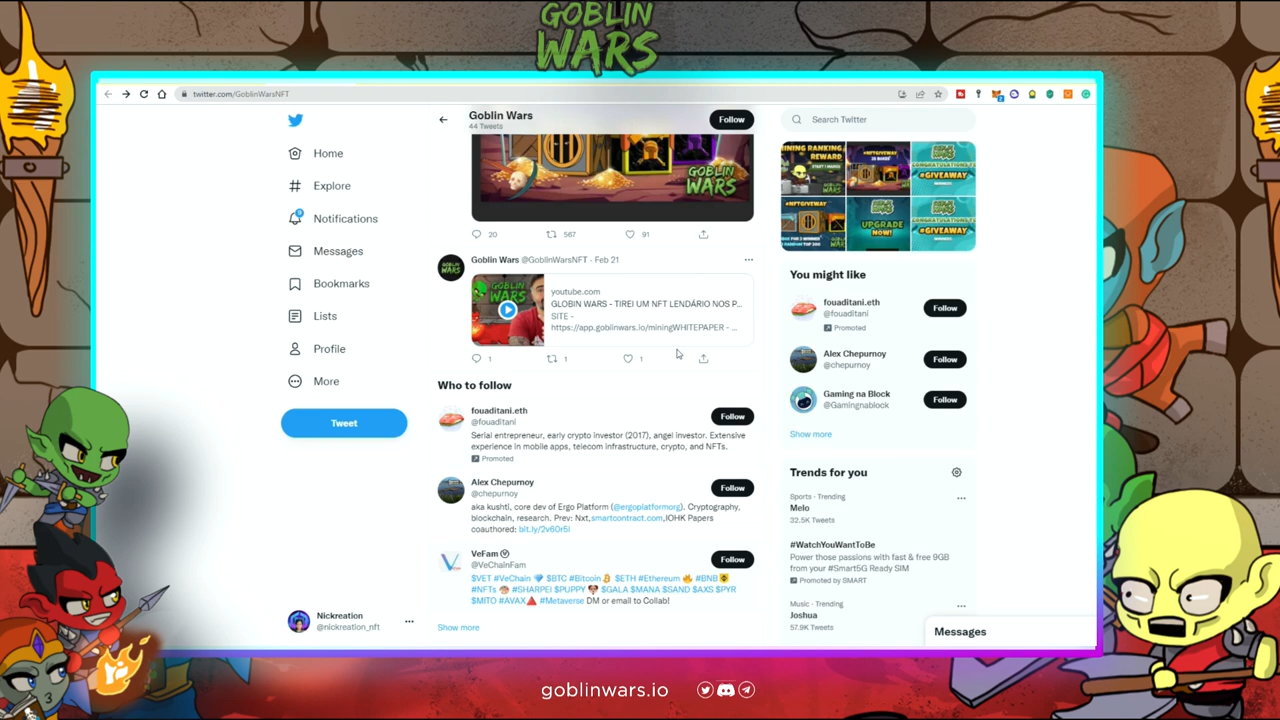 GOBLIN
WARS
twitter.com/GoblinWarsNFT
Home
Explore
Notifications
Messages
Bookmarks
Lists
Profile
More
Tweet
Nickreation
@nickreation_nft
Goblin Wars
44 Tweets
Follow
GOBLIN
WARS
20
567
91
Goblin Wars @GoblinWarsNFT · Feb 21
GOBLIN
WARS
youtube.com
GLOBIN WARS - TIREI UM NFT LENDÁRIO NOS P...
SITE -
https://app.goblinwars.io/miningWHITEPAPER - ...
1
1
1
Who to follow
fouaditani.eth
@fouaditani
Follow
Serial entrepreneur, early crypto investor (2017), angel investor. Extensive
experience in mobile apps, telecom infrastructure, crypto, and NFTs.
Promoted
Alex Chepurnoy
@chepurnoy
Follow
aka kushti, core dev of Ergo Platform (@ergoplatformorg). Cryptography,
blockchain, research. Prev: Nxt,smartcontract.com,IOHK Papers
coauthored: bit.ly/2v60r5i
VeFam
@VeChainFam
Follow
$VET #VeChain 💎 $BTC #Bitcoin $ETH #Ethereum 🔥 #BNB
#NFTs #SHARPEI $PUPPY $GALA $MANA $SAND $AXS $PYR
$MITO #AVAX🔺 #Metaverse DM or email to Collab!
Show more
Search Twitter
MINING RANKING
REWARD
#GIVEAWAY
UPGRADE
NOW!
#GIVEAWAY
You might like
fouaditani.eth
@fouaditani
Promoted
Follow
Alex Chepurnoy
@chepurnoy
Follow
Gaming na Block
@Gamingnablock
Follow
Show more
Trends for you
Sports · Trending
Melo
32.5K Tweets
#WatchYouWantToBe
Power those passions with fast & free 9GB
from your #Smart5G Ready SIM
Promoted by SMART
Music · Trending
Joshua
57.9K Tweets
Messages
goblinwars.io